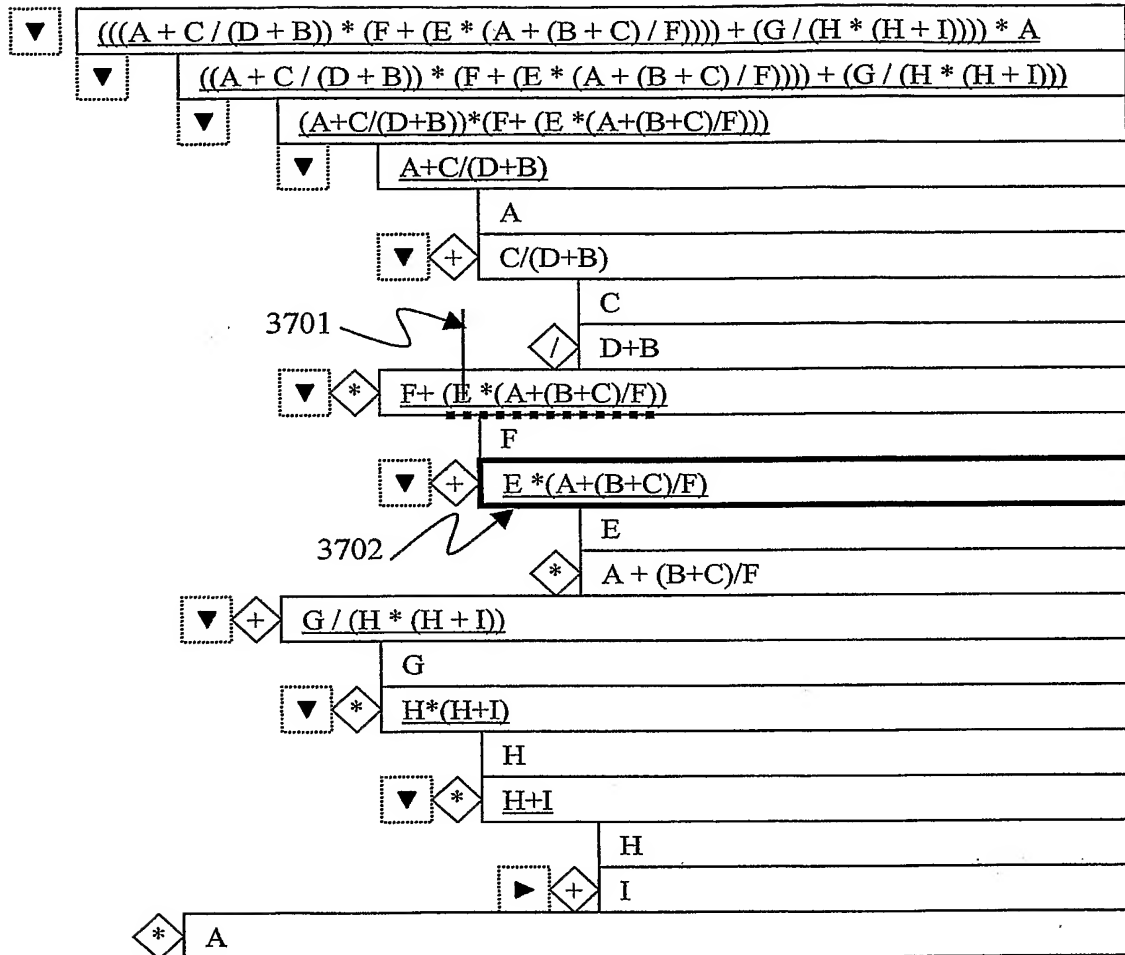 ▼ (((A + C / (D + B)) * (F + (E * (A + (B + C) / F)))) + (G / (H * (H + I)))) * A
▼ ((A + C / (D + B)) * (F + (E * (A + (B + C) / F)))) + (G / (H * (H + I)))
▼ (A+C/(D+B))*(F+ (E *(A+(B+C)/F)))
▼ A+C/(D+B)
A
▼ + C/(D+B)
C
3701
/ D+B
▼ * F+ (E *(A+(B+C)/F))
F
▼ + E *(A+(B+C)/F)
E
3702
* A + (B+C)/F
▼ + G / (H * (H + I))
G
▼ * H*(H+I)
H
▼ * H+I
H
► + I
* A